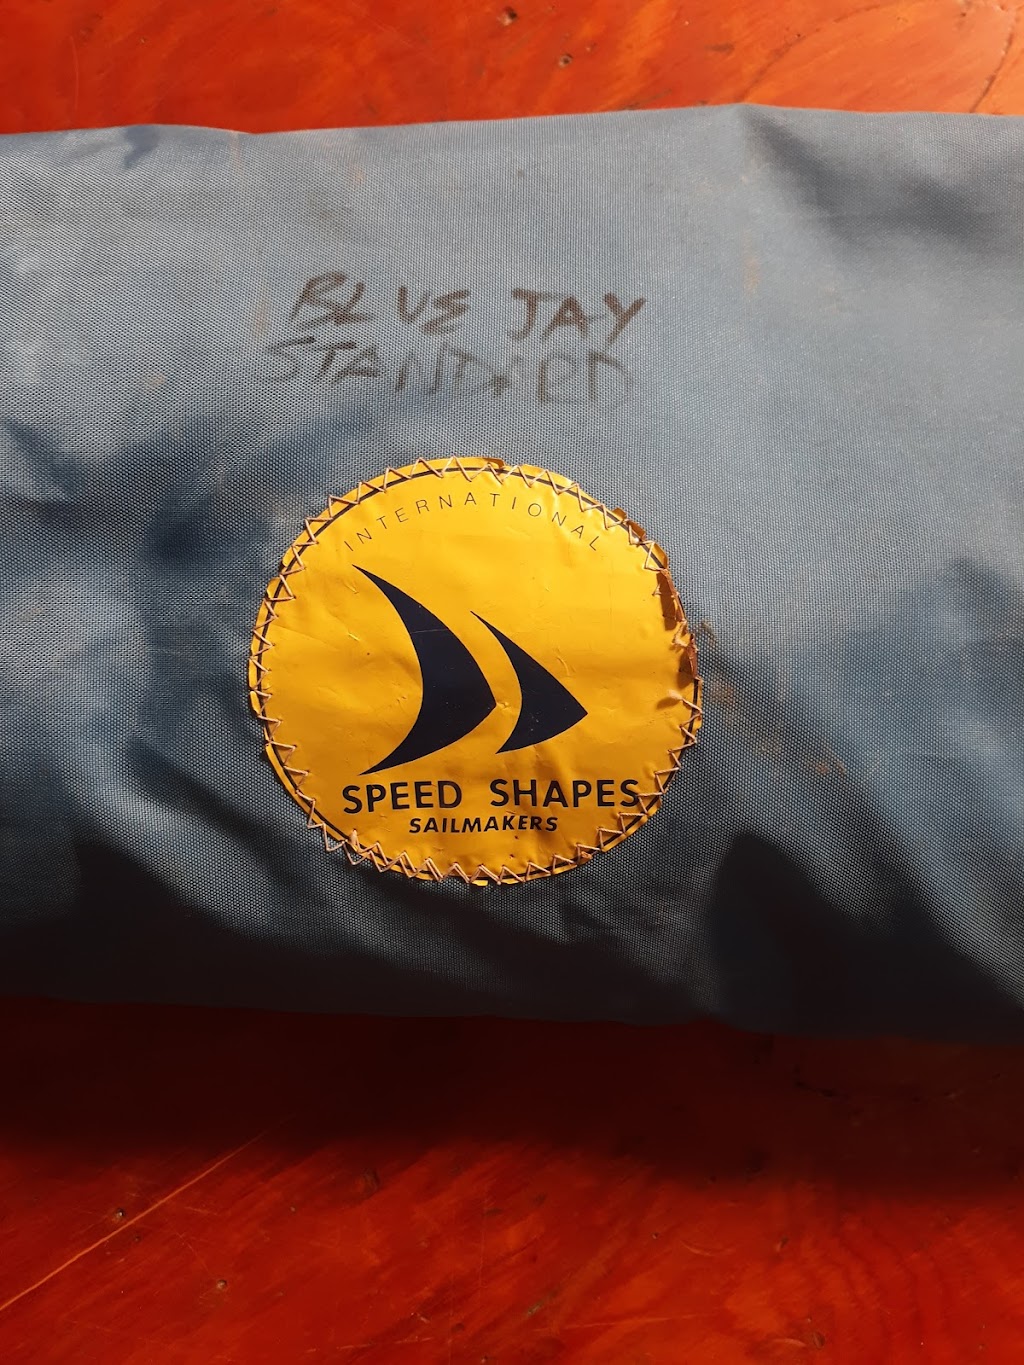 BLUE JAY
STANDARD
INTERNATIONAL
SPEED SHAPES
SAILMAKERS